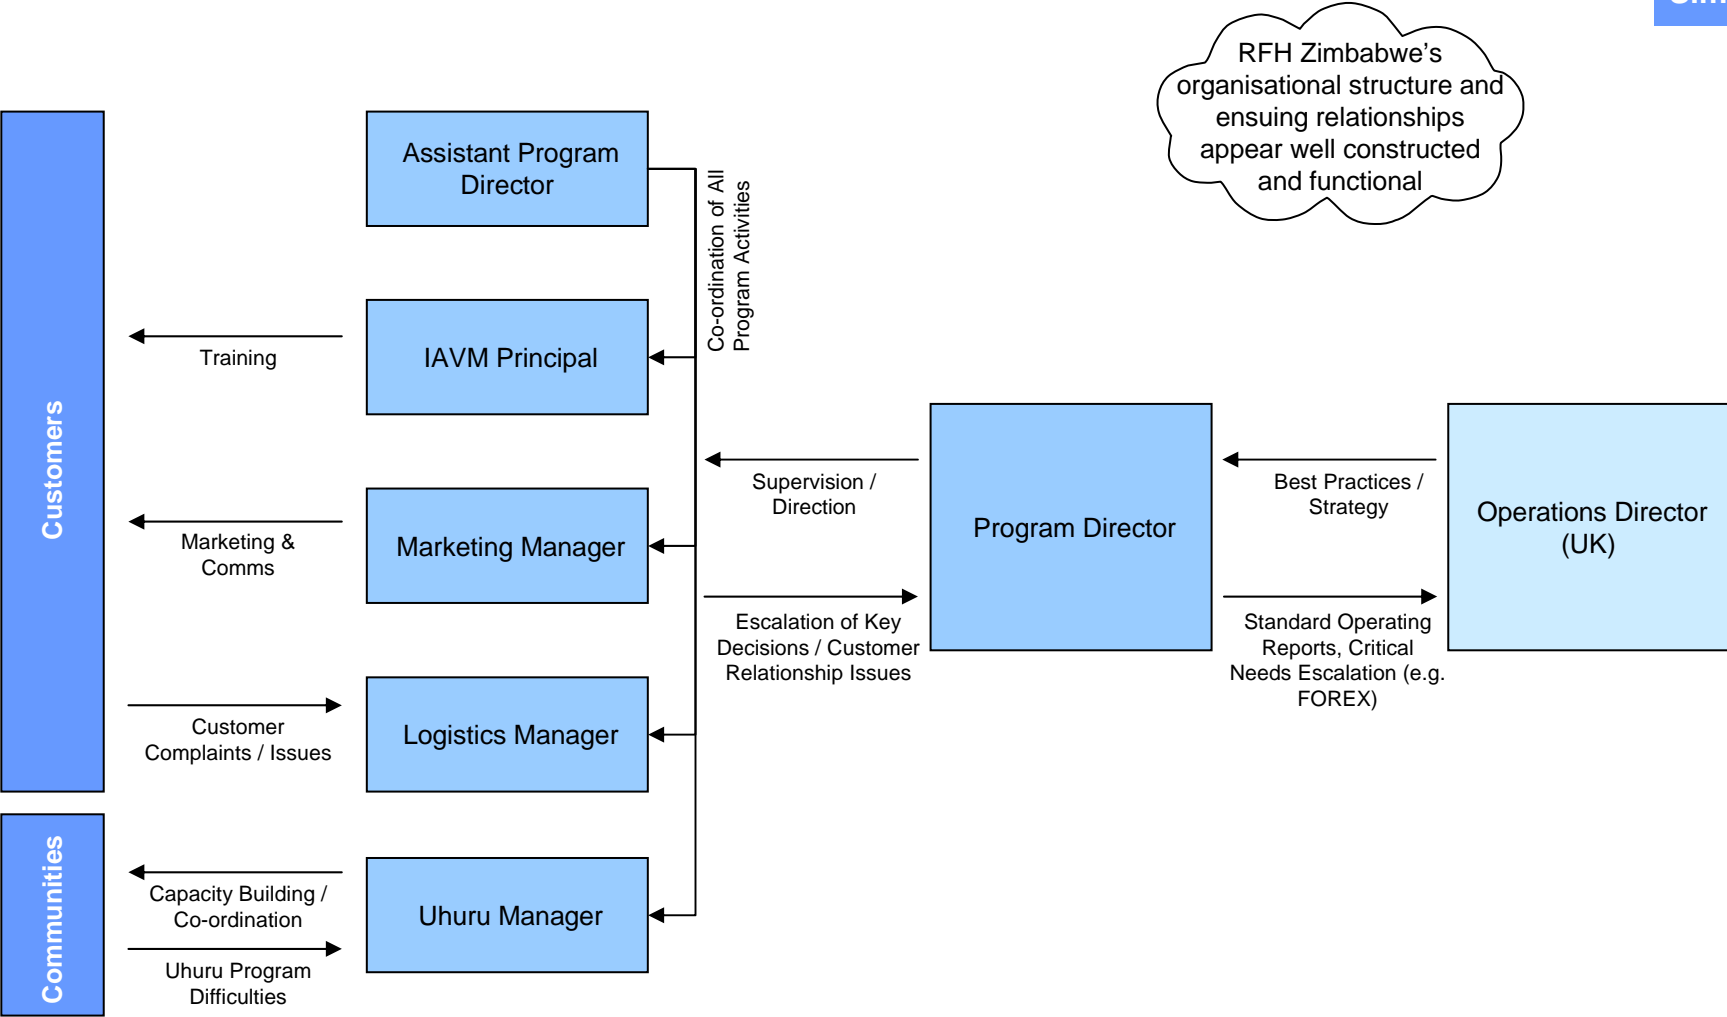 RFH Zimbabwe's
organisational structure and
ensuing relationships
appear well constructed
and functional
Customers
Communities
Assistant Program
Director
Co-ordination of All
Program Activities
Training
IAVM Principal
Marketing &
Comms
Marketing Manager
Customer
Complaints / Issues
Logistics Manager
Capacity Building /
Co-ordination
Uhuru Program
Difficulties
Uhuru Manager
Supervision /
Direction
Escalation of Key
Decisions / Customer
Relationship Issues
Program Director
Best Practices /
Strategy
Standard Operating
Reports, Critical
Needs Escalation (e.g.
FOREX)
Operations Director
(UK)